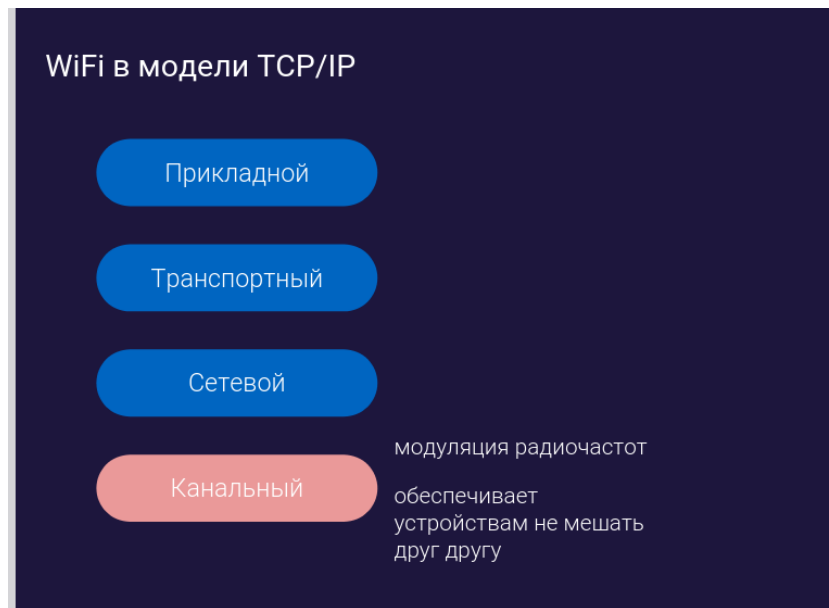 WiFi в модели TCP/IP
Прикладной
Транспортный
Сетевой
Канальный
модуляция радиочастот
обеспечивает
устройствам не мешать
друг другу